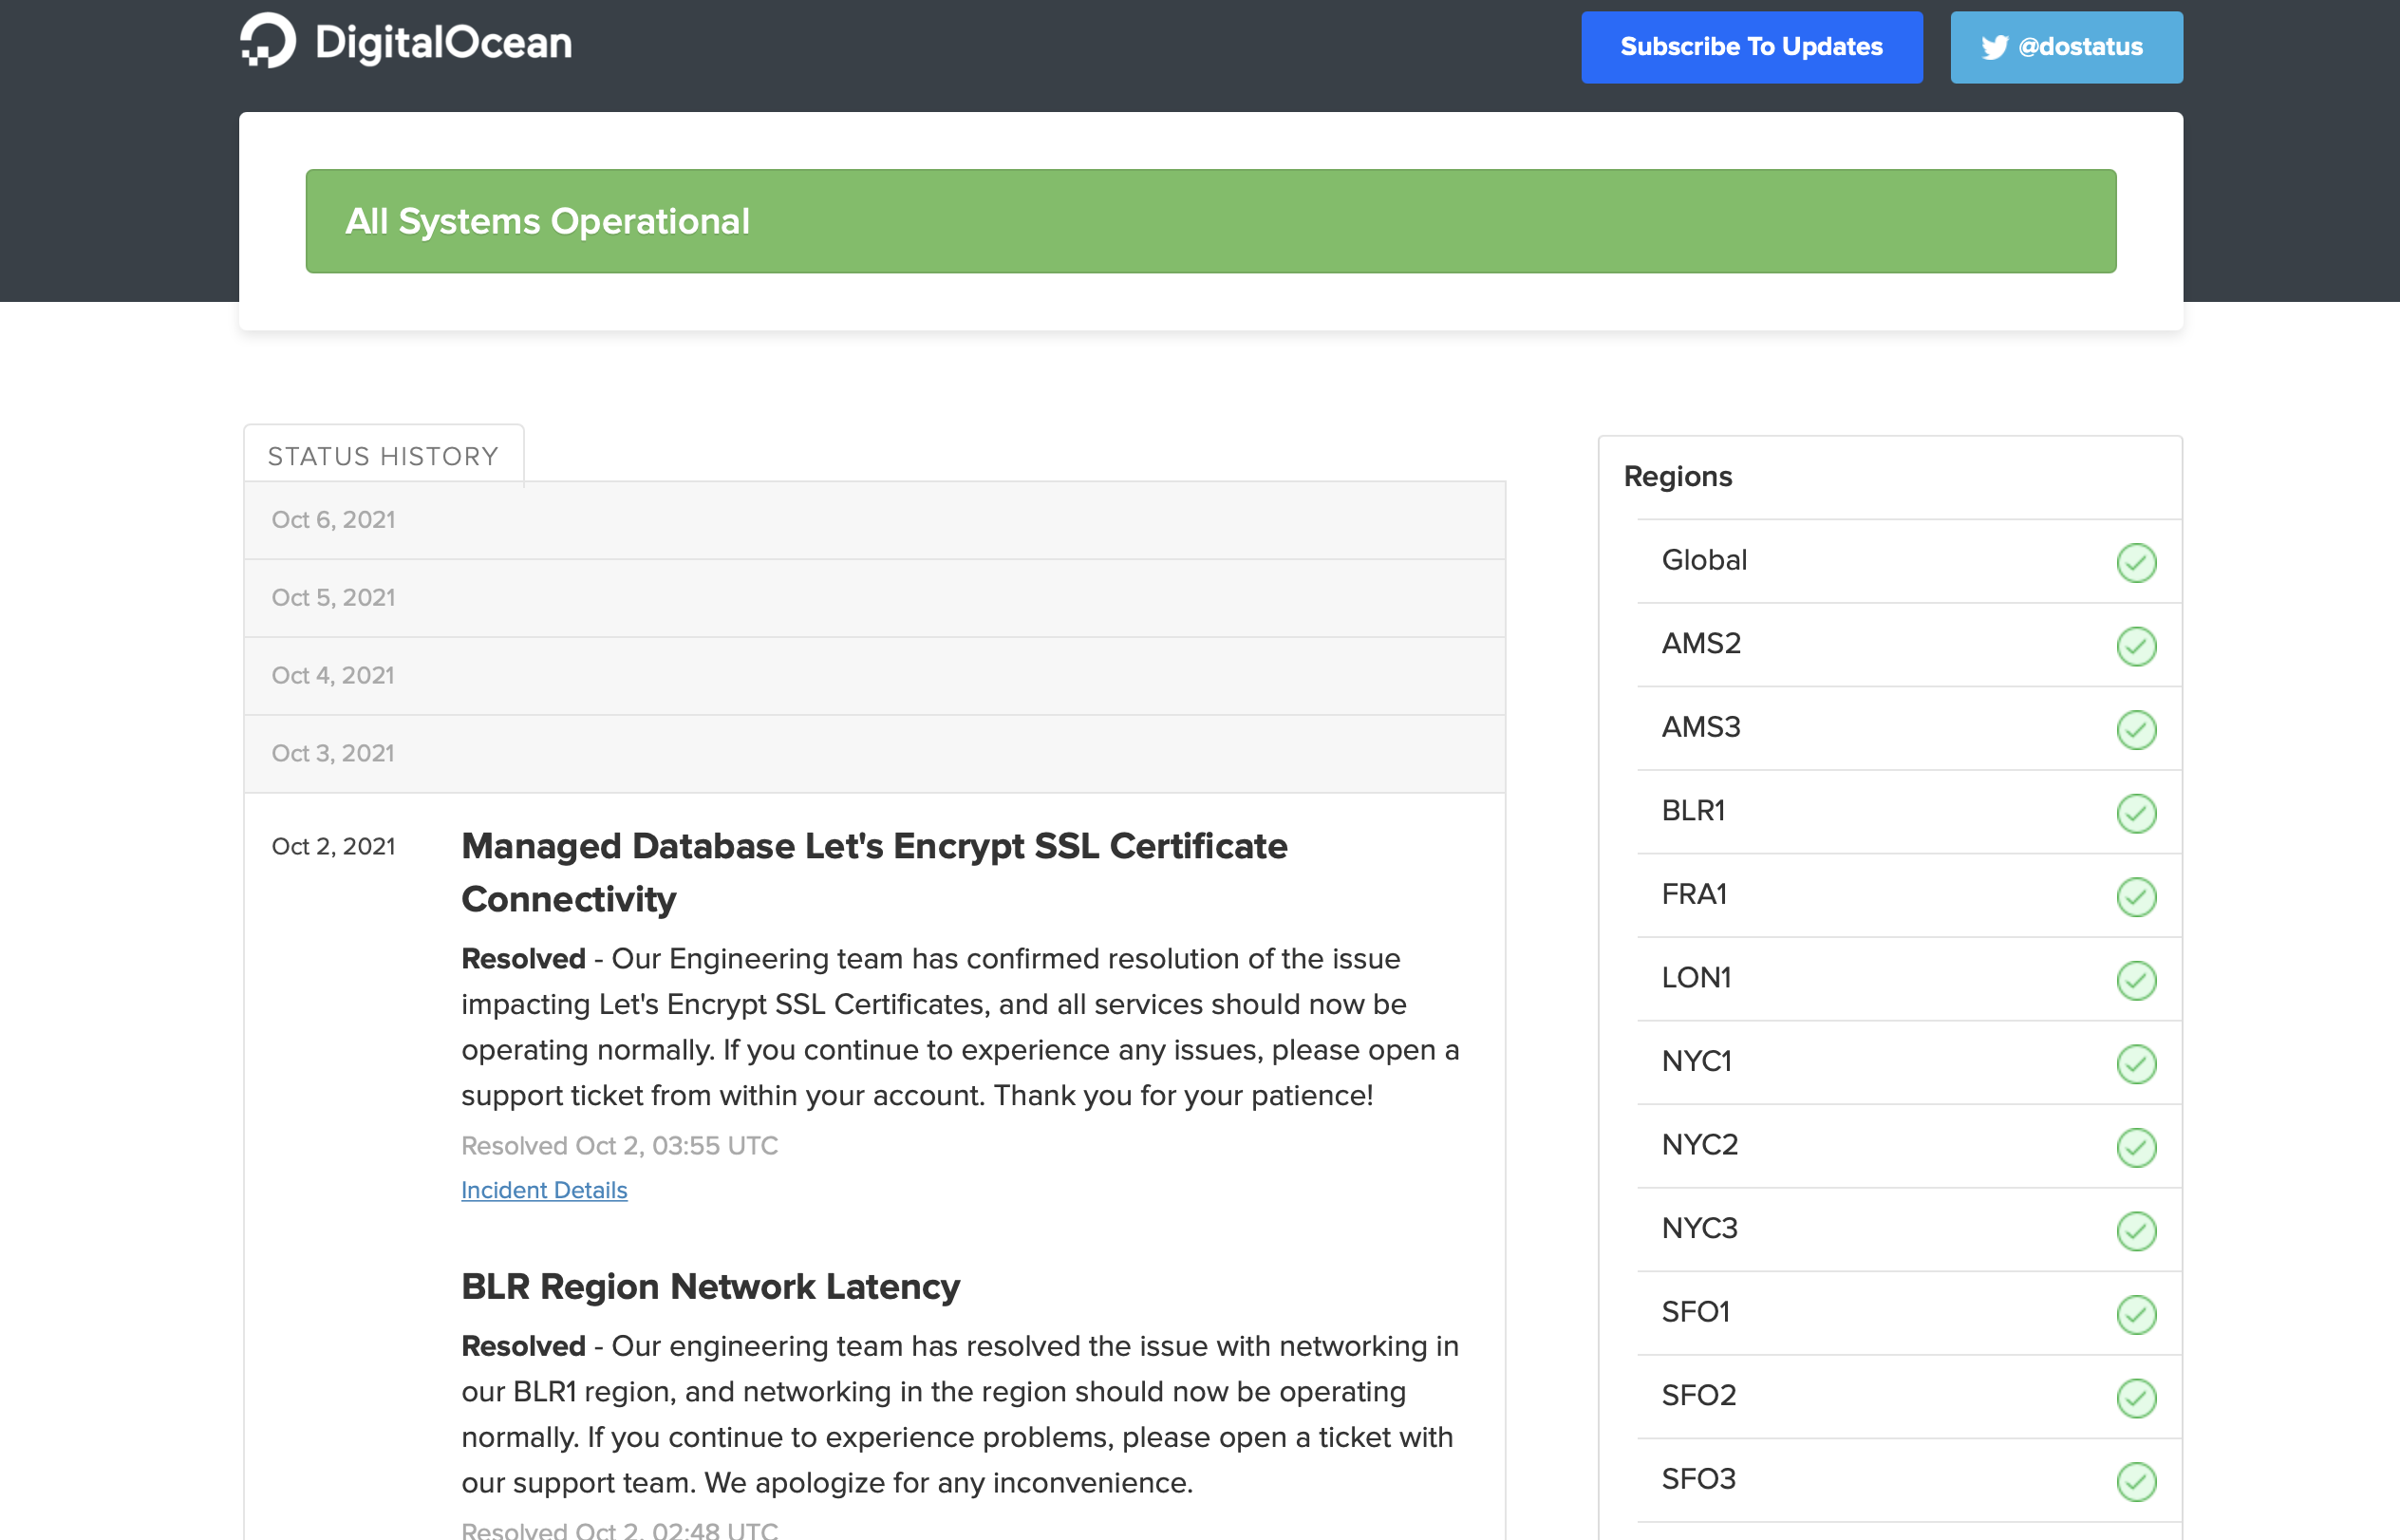 DigitalOcean
Subscribe To Updates
@dostatus
All Systems Operational
STATUS HISTORY
Oct 6, 2021
Oct 5, 2021
Oct 4, 2021
Oct 3, 2021
Oct 2, 2021
Managed Database Let's Encrypt SSL Certificate
Connectivity
Resolved - Our Engineering team has confirmed resolution of the issue
impacting Let's Encrypt SSL Certificates, and all services should now be
operating normally. If you continue to experience any issues, please open a
support ticket from within your account. Thank you for your patience!
Resolved Oct 2, 03:55 UTC
Incident Details
BLR Region Network Latency
Resolved - Our engineering team has resolved the issue with networking in
our BLR1 region, and networking in the region should now be operating
normally. If you continue to experience problems, please open a ticket with
our support team. We apologize for any inconvenience.
Resolved Oct 2, 02:48 UTC
Regions
Global
AMS2
AMS3
BLR1
FRA1
LON1
NYC1
NYC2
NYC3
SFO1
SFO2
SFO3